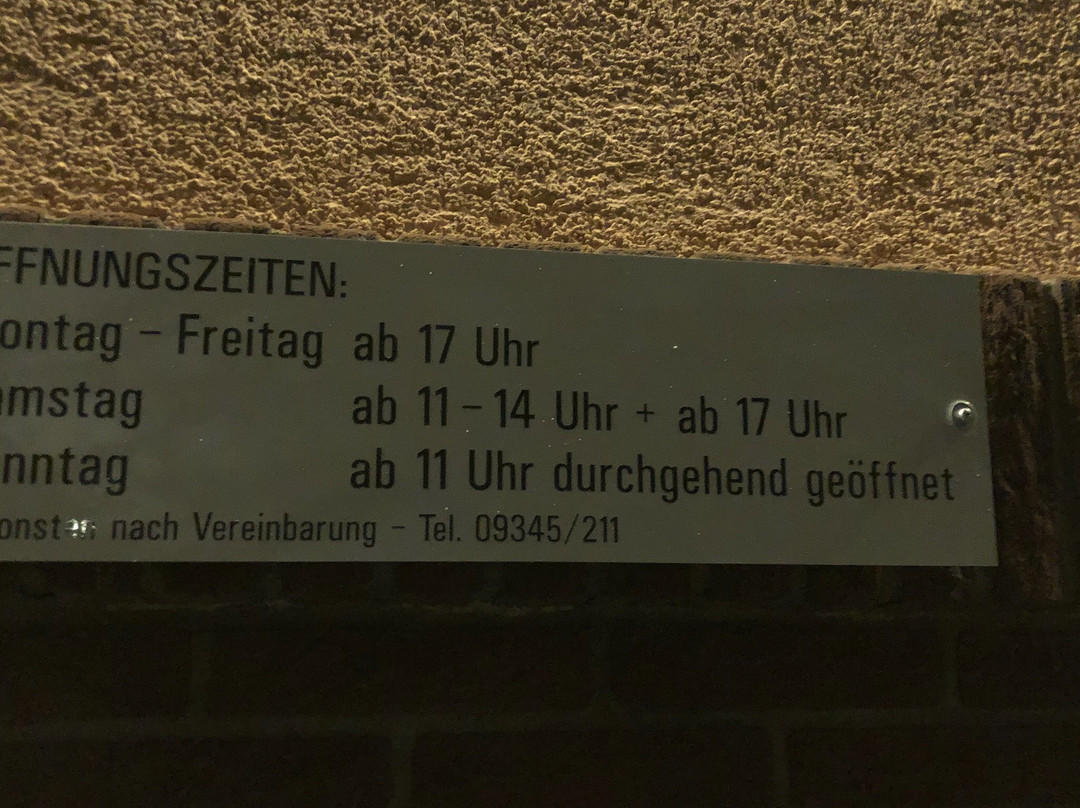 FFNUNGSZEITEN:
ontag – Freitag ab 17 Uhr
amstag ab 11 – 14 Uhr + ab 17 Uhr
nntag ab 11 Uhr durchgehend geöffnet
onsten nach Vereinbarung – Tel. 09345/211